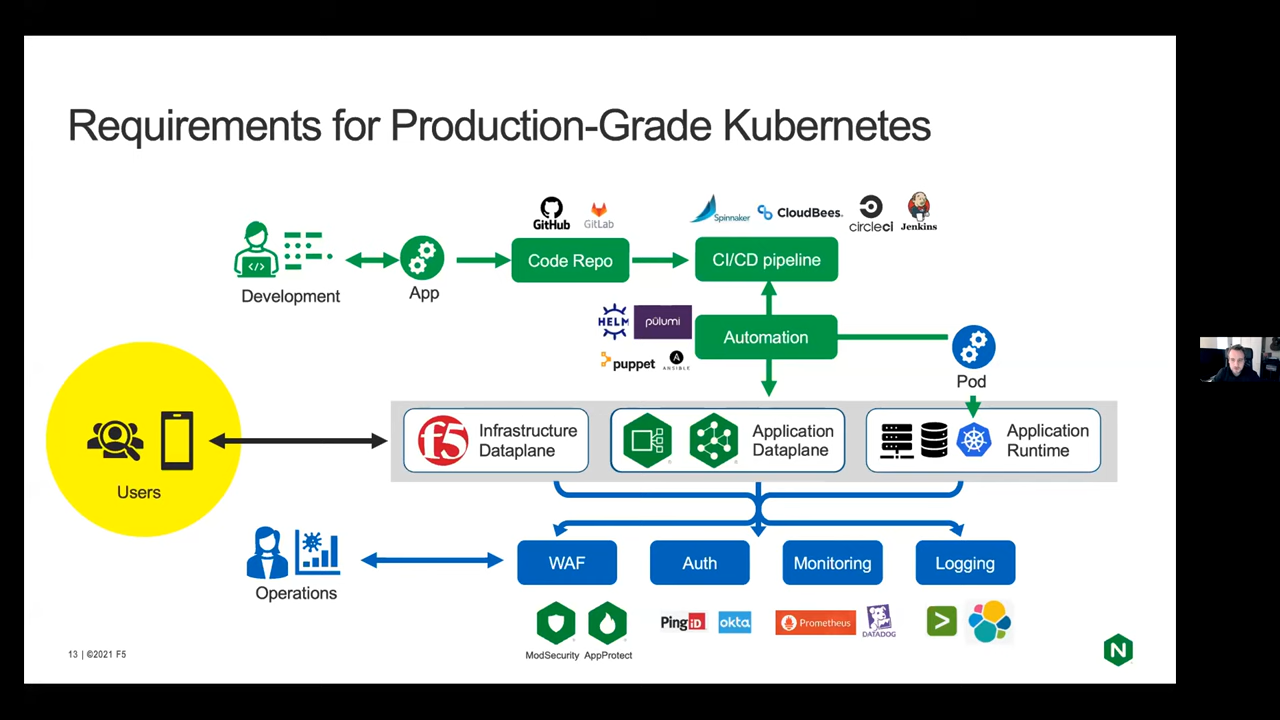 Requirements for Production-Grade Kubernetes
GitHub
GitLab
Spinnaker
CloudBees.
circleci
Jenkins
</>
Development
App
Code Repo
CI/CD pipeline
HELM
pulumi
Automation
puppet
A
ANSIBLE
Pod
Users
f5
Infrastructure
Dataplane
Application
Dataplane
Application
Runtime
Operations
WAF
Auth
Monitoring
Logging
ModSecurity
AppProtect
PingiD
okta
Prometheus
DATADOG
>
13 | ©2021 F5
N